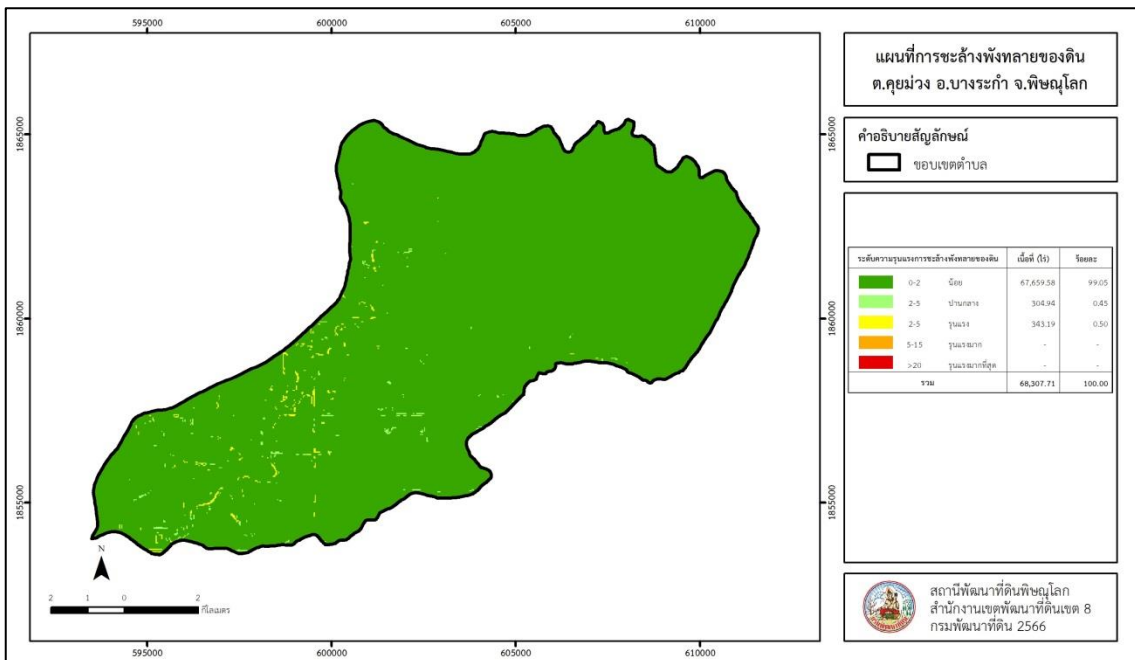 595000 600000 605000 610000
1865000 1865000
1860000 1860000
1855000 1855000
N
2 1 0 2
กิโลเมตร
595000 600000 605000 610000
แผนที่การชะล้างพังทลายของดิน
ต.คุยม่วง อ.บางระกำ จ.พิษณุโลก
คำอธิบายสัญลักษณ์
ขอบเขตตำบล
ระดับความรุนแรงการชะล้างพังทลายของดิน เนื้อที่ (ไร่) ร้อยละ
0-2 น้อย 67,659.58 99.05
2-5 ปานกลาง 304.94 0.45
2-5 รุนแรง 343.19 0.50
5-15 รุนแรงมาก - -
>20 รุนแรงมากที่สุด - -
รวม 68,307.71 100.00
สถานีพัฒนาที่ดินพิษณุโลก
สำนักงานเขตพัฒนาที่ดินเขต 8
กรมพัฒนาที่ดิน 2566